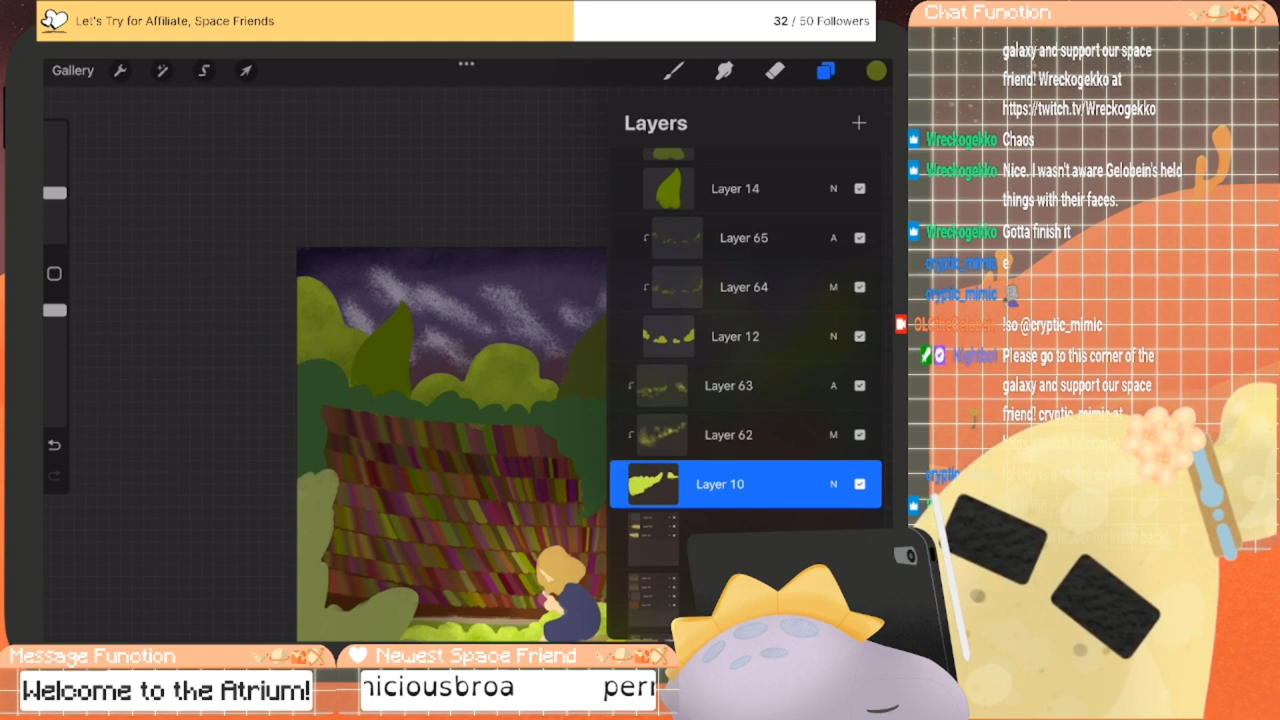 Let's Try for Affiliate, Space Friends
32 / 50 Followers
Gallery
Layers
Layer 14 N
Layer 65 A
Layer 64 M
Layer 12 N
Layer 63 A
Layer 62 M
Layer 10 N
Chat Function
galaxy and support our space
friend! Wreckogekko at
https://twitch.tv/Wreckogekko
Wreckogekko Chaos
Wreckogekko Nice. I wasn't aware Gelobein's held
things with their faces.
Wreckogekko Gotta finish it
cryptic_mimic e
cryptic_mimic
!so @cryptic_mimic
Nightbot Please go to this corner of the
galaxy and support our space
friend! cryptic_mimic at
Message Function
Welcome to the Atrium!
Newest Space Friend
niciousbroa perr